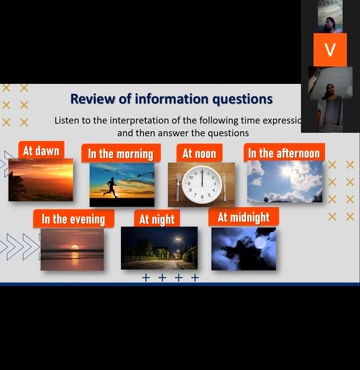 V
Review of information questions
Listen to the interpretation of the following time
and then answer the questions
At dawn
In the morning
At noon
In the afternoon
In the evening
At night
At midnight